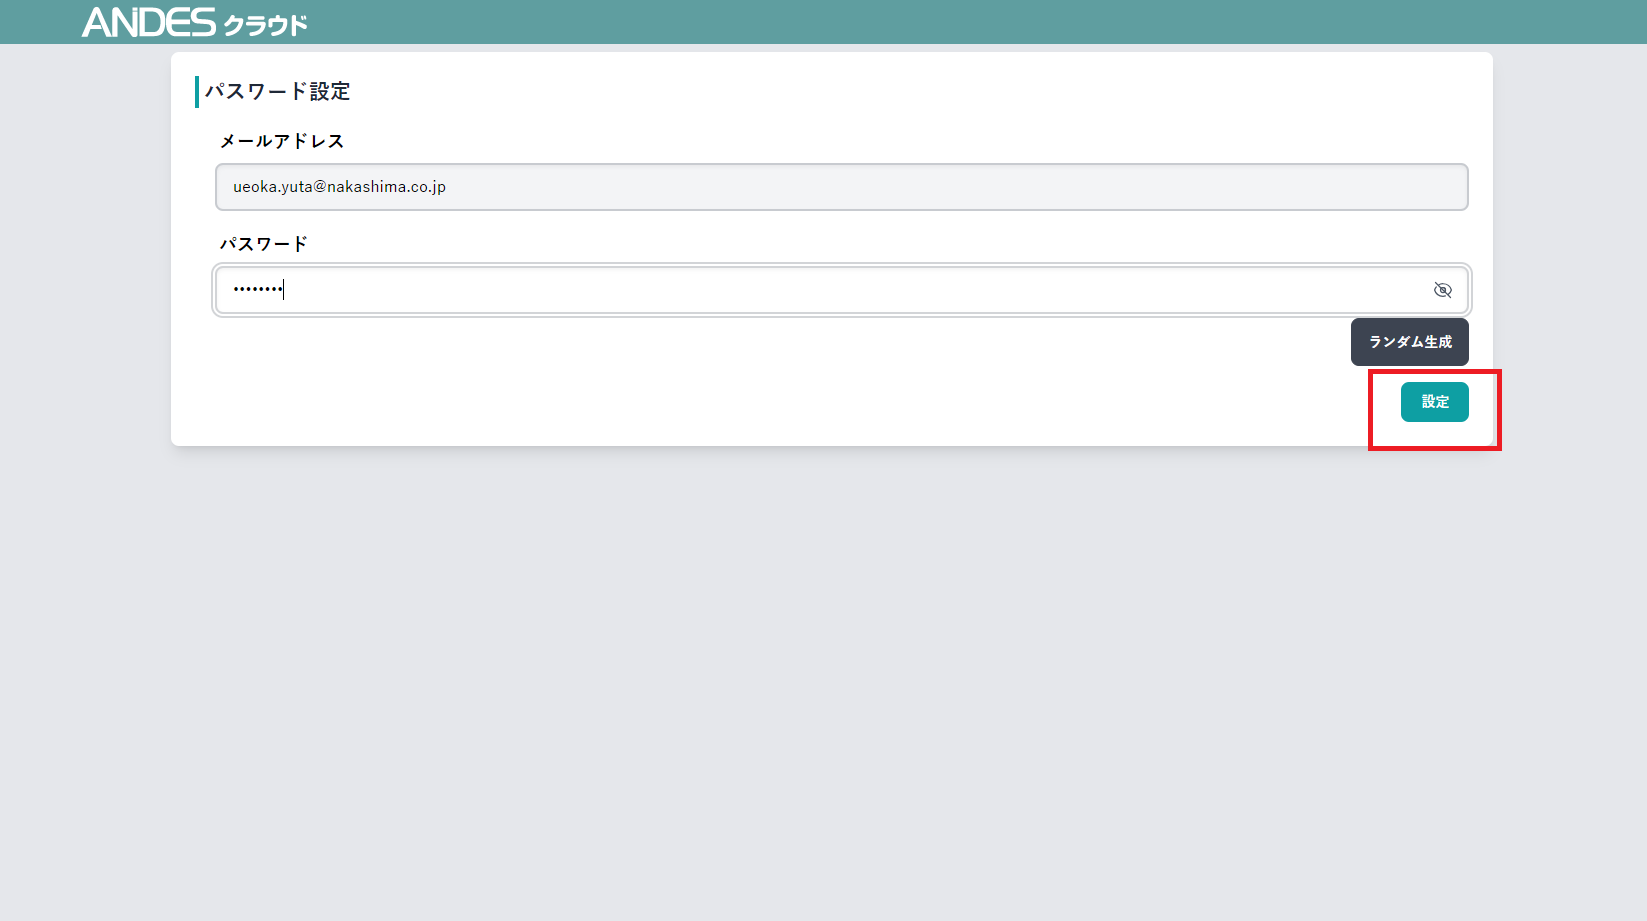 ANDES クラウド
パスワード設定
メールアドレス
ueoka.yuta@nakashima.co.jp
パスワード
••••••••
ランダム生成
設定